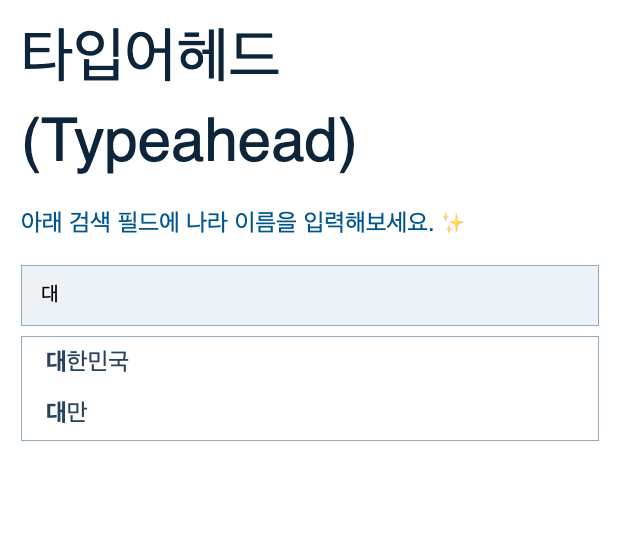 타입어헤드
(Typeahead)
아래 검색 필드에 나라 이름을 입력해보세요. ✨
대
대한민국
대만